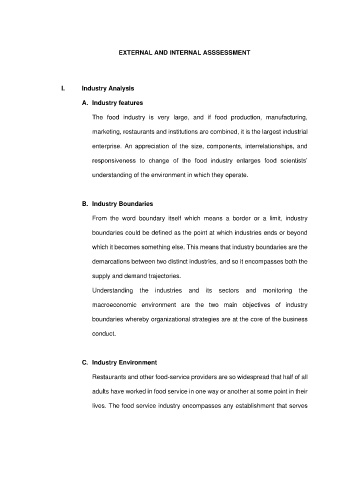 EXTERNAL AND INTERNAL ASSSESSMENT
I. Industry Analysis
A. Industry features
The food industry is very large, and if food production, manufacturing,
marketing, restaurants and institutions are combined, it is the largest industrial
enterprise. An appreciation of the size, components, interrelationships, and
responsiveness to change of the food industry enlarges food scientists'
understanding of the environment in which they operate.
B. Industry Boundaries
From the word boundary itself which means a border or a limit, industry
boundaries could be defined as the point at which industries ends or beyond
which it becomes something else. This means that industry boundaries are the
demarcations between two distinct industries, and so it encompasses both the
supply and demand trajectories.
Understanding the industries and its sectors and monitoring the
macroeconomic environment are the two main objectives of industry
boundaries whereby organizational strategies are at the core of the business
conduct.
C. Industry Environment
Restaurants and other food-service providers are so widespread that half of all
adults have worked in food service in one way or another at some point in their
lives. The food service industry encompasses any establishment that serves